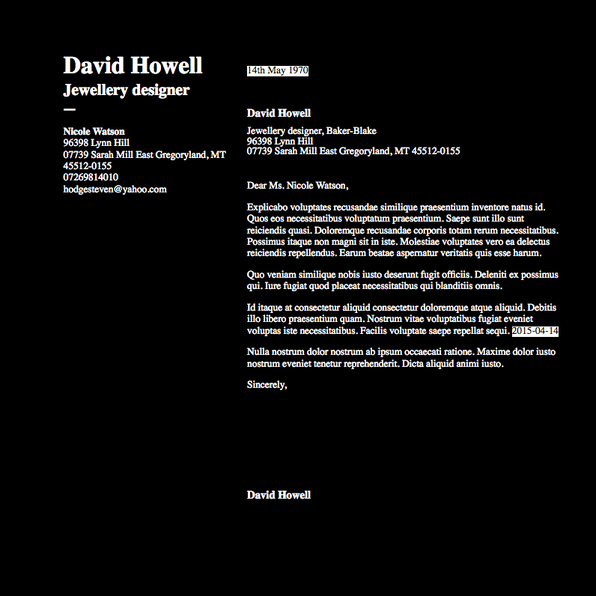 David Howell
Jewellery designer
—
Nicole Watson
96398 Lynn Hill
07739 Sarah Mill East Gregoryland, MT
45512-0155
07269814010
hodgesteven@yahoo.com
14th May 1970
David Howell
Jewellery designer, Baker-Blake
96398 Lynn Hill
07739 Sarah Mill East Gregoryland, MT 45512-0155
Dear Ms. Nicole Watson,
Explicabo voluptates recusandae similique praesentium inventore natus id.
Quos eos necessitatibus voluptatum praesentium. Saepe sunt illo sunt
reiciendis quasi. Doloremque recusandae corporis totam rerum necessitatibus.
Possimus itaque non magni sit in iste. Molestiae voluptates vero ea delectus
reiciendis repellendus. Earum beatae aspernatur veritatis quis esse harum.
Quo veniam similique nobis iusto deserunt fugit officiis. Deleniti ex possimus
qui. Iure fugiat quod placeat necessitatibus qui blanditiis omnis.
Id itaque at consectetur aliquid consectetur doloremque atque aliquid. Debitis
illo libero praesentium quam. Nostrum vitae voluptatibus fugiat eveniet
voluptas iste necessitatibus. Facilis voluptate saepe repellat sequi. 2015-04-14
Nulla nostrum dolor nostrum ab ipsum occaecati ratione. Maxime dolor iusto
nostrum eveniet tenetur reprehenderit. Dicta aliquid animi iusto.
Sincerely,
David Howell